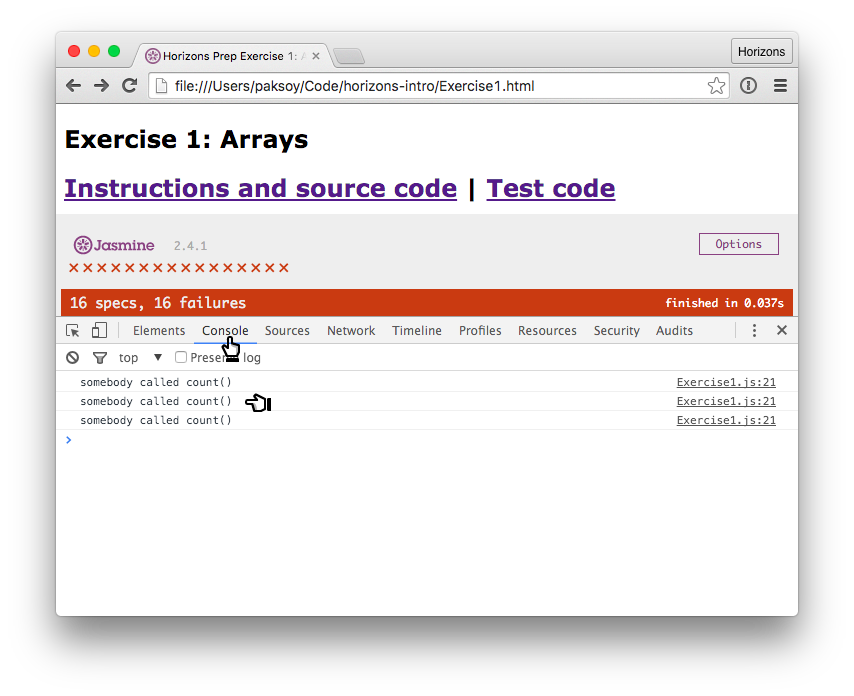 Horizons Prep Exercise 1: A
Horizons
file:///Users/paksoy/Code/horizons-intro/Exercise1.html
Exercise 1: Arrays
Instructions and source code | Test code
Jasmine 2.4.1
Options
××××××××××××××××
16 specs, 16 failures finished in 0.037s
Elements Console Sources Network Timeline Profiles Resources Security Audits
top ▼ Preserve log
somebody called count() Exercise1.js:21
somebody called count() Exercise1.js:21
somebody called count() Exercise1.js:21
>